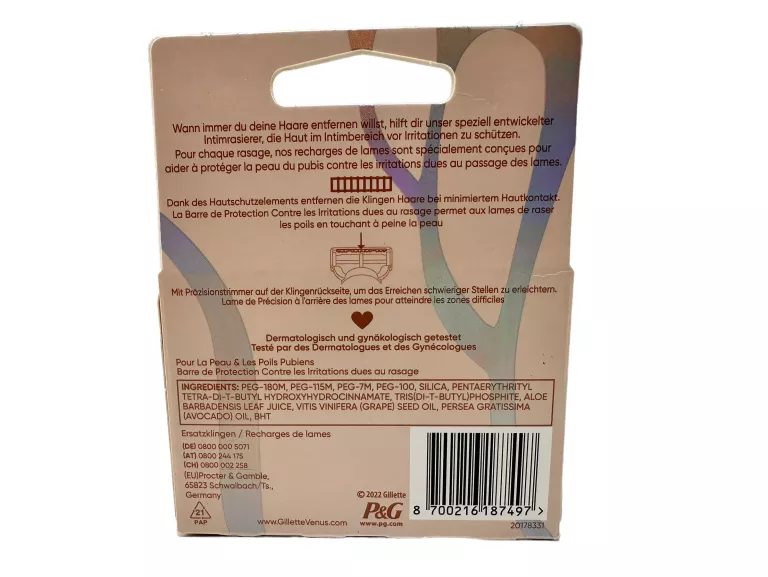 Wann immer du deine Haare entfernen willst, hilft dir unser speziell entwickelter
Intimrasierer, die Haut im Intimbereich vor Irritationen zu schützen.
Pour chaque rasage, nos recharges de lames sont spécialement conçues pour
aider à protéger la peau du pubis contre les irritations dues au passage des lames.
Dank des Hautschutzelements entfernen die Klingen Haare bei minimiertem Hautkontakt.
La Barre de Protection Contre les Irritations dues au rasage permet aux lames de raser
les poils en touchant à peine la peau
Mit Präzisionstrimmer auf der Klingenrückseite, um das Erreichen schwieriger Stellen zu erleichtern.
Lame de Précision à l'arrière des lames pour atteindre les zones difficiles
Dermatologisch und gynäkologisch getestet
Testé par des Dermatologues et des Gynécologues
Pour La Peau & Les Poils Pubiens
Barre de Protection Contre les Irritations dues au rasage
INGREDIENTS: PEG-180M, PEG-115M, PEG-7M, PEG-100, SILICA, PENTAERYTHRITYL
TETRA-DI-T-BUTYL HYDROXYHYDROCINNAMATE, TRIS(DI-T-BUTYL)PHOSPHITE, ALOE
BARBADENSIS LEAF JUICE, VITIS VINIFERA (GRAPE) SEED OIL, PERSEA GRATISSIMA
(AVOCADO) OIL, BHT
Ersatzklingen / Recharges de lames
(DE) 0800 000 5071
(AT) 0800 244 175
(CH) 0800 002 258
(EU)Procter & Gamble,
65823 Schwalbach/Ts.,
Germany
21
PAP
www.GilletteVenus.com
© 2022 Gillette
P&G
www.pg.com
8 700216 187497 >
20178331